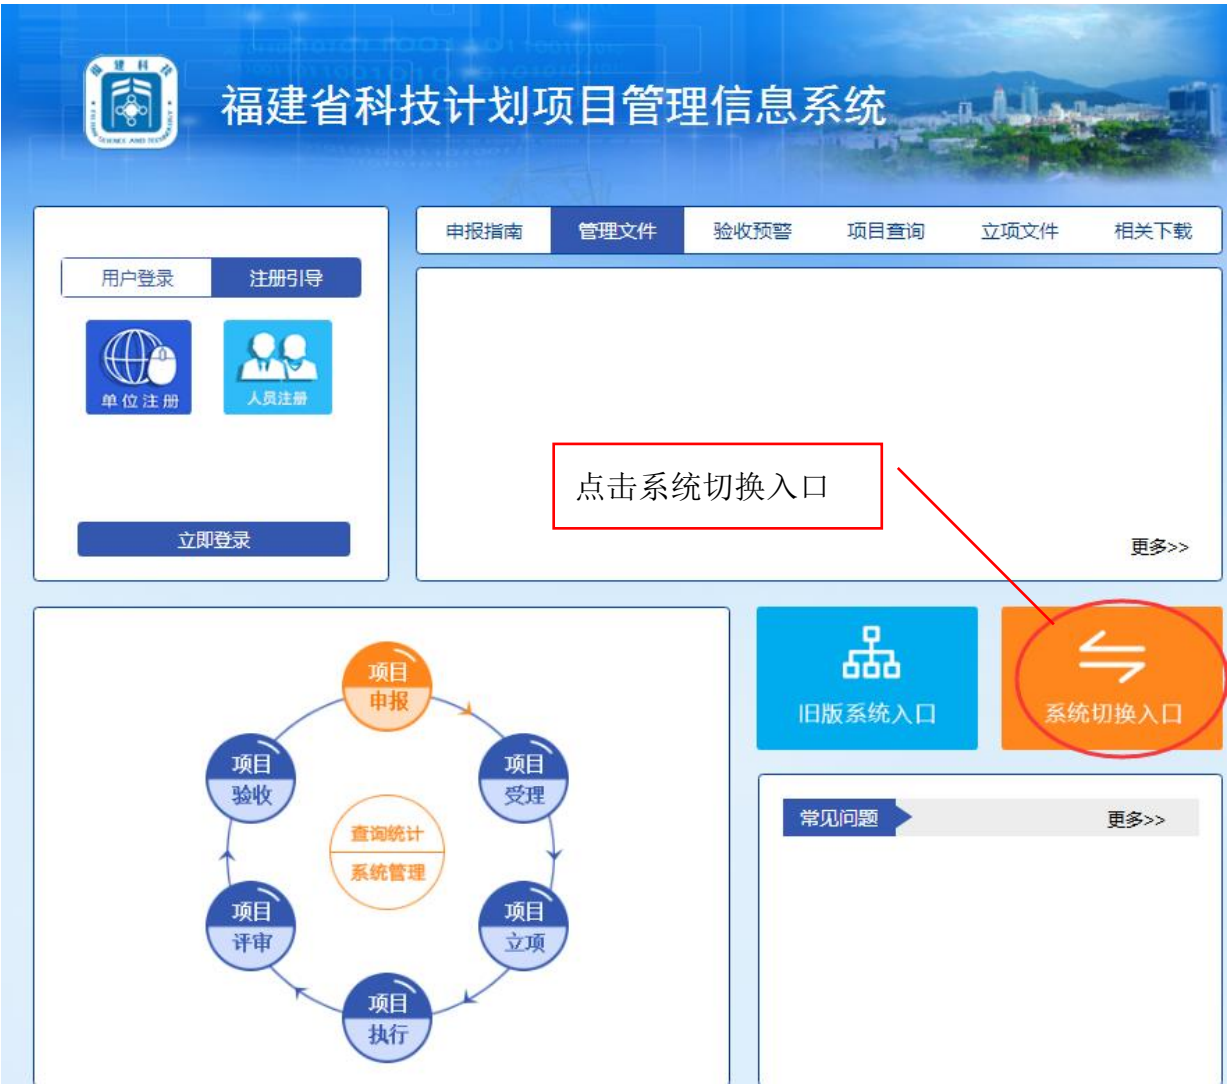 福建科技
福建省科技计划项目管理信息系统
用户登录
注册引导
单位注册
人员注册
立即登录
申报指南
管理文件
验收预警
项目查询
立项文件
相关下载
点击系统切换入口
更多>>
项目
申报
项目
受理
项目
立项
项目
执行
项目
评审
项目
验收
查询统计
系统管理
旧版系统入口
系统切换入口
常见问题
更多>>